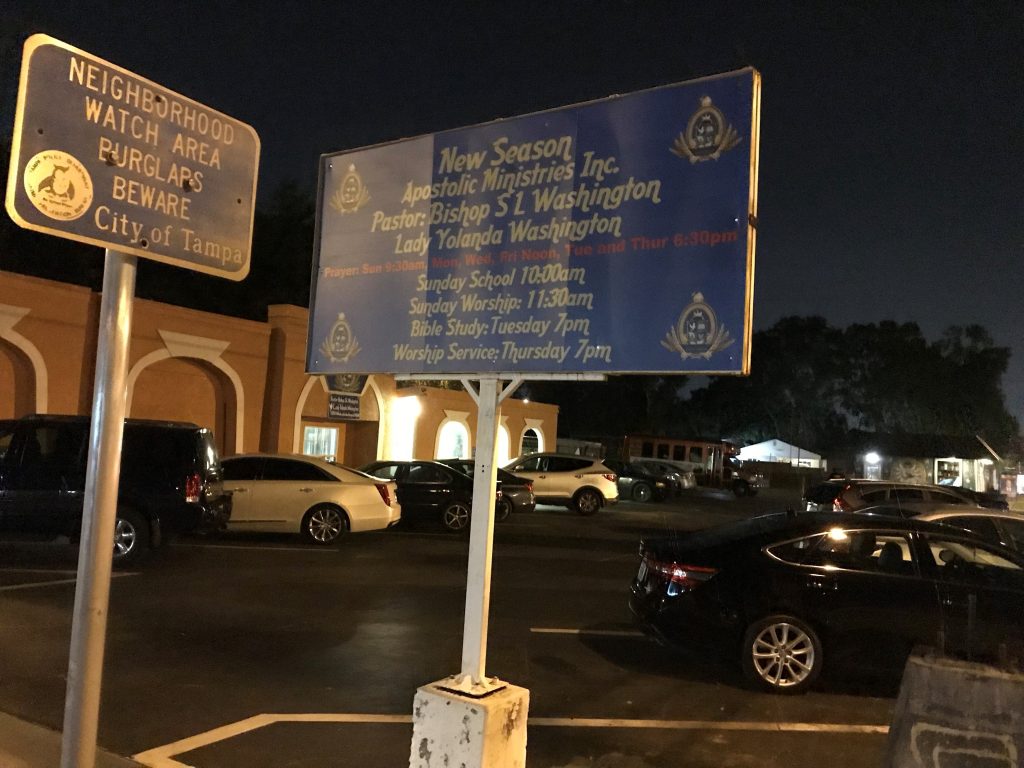 NEIGHBORHOOD
WATCH AREA
BURGLARS
BEWARE
City of Tampa
New Season
Apostolic Ministries Inc.
Pastor: Bishop S L Washington
Lady Yolanda Washington
Prayer: Sun 9:30am, Mon, Wed, Fri Noon, Tue and Thur 6:30pm
Sunday School 10:00am
Sunday Worship: 11:30am
Bible Study: Tuesday 7pm
Worship Service: Thursday 7pm